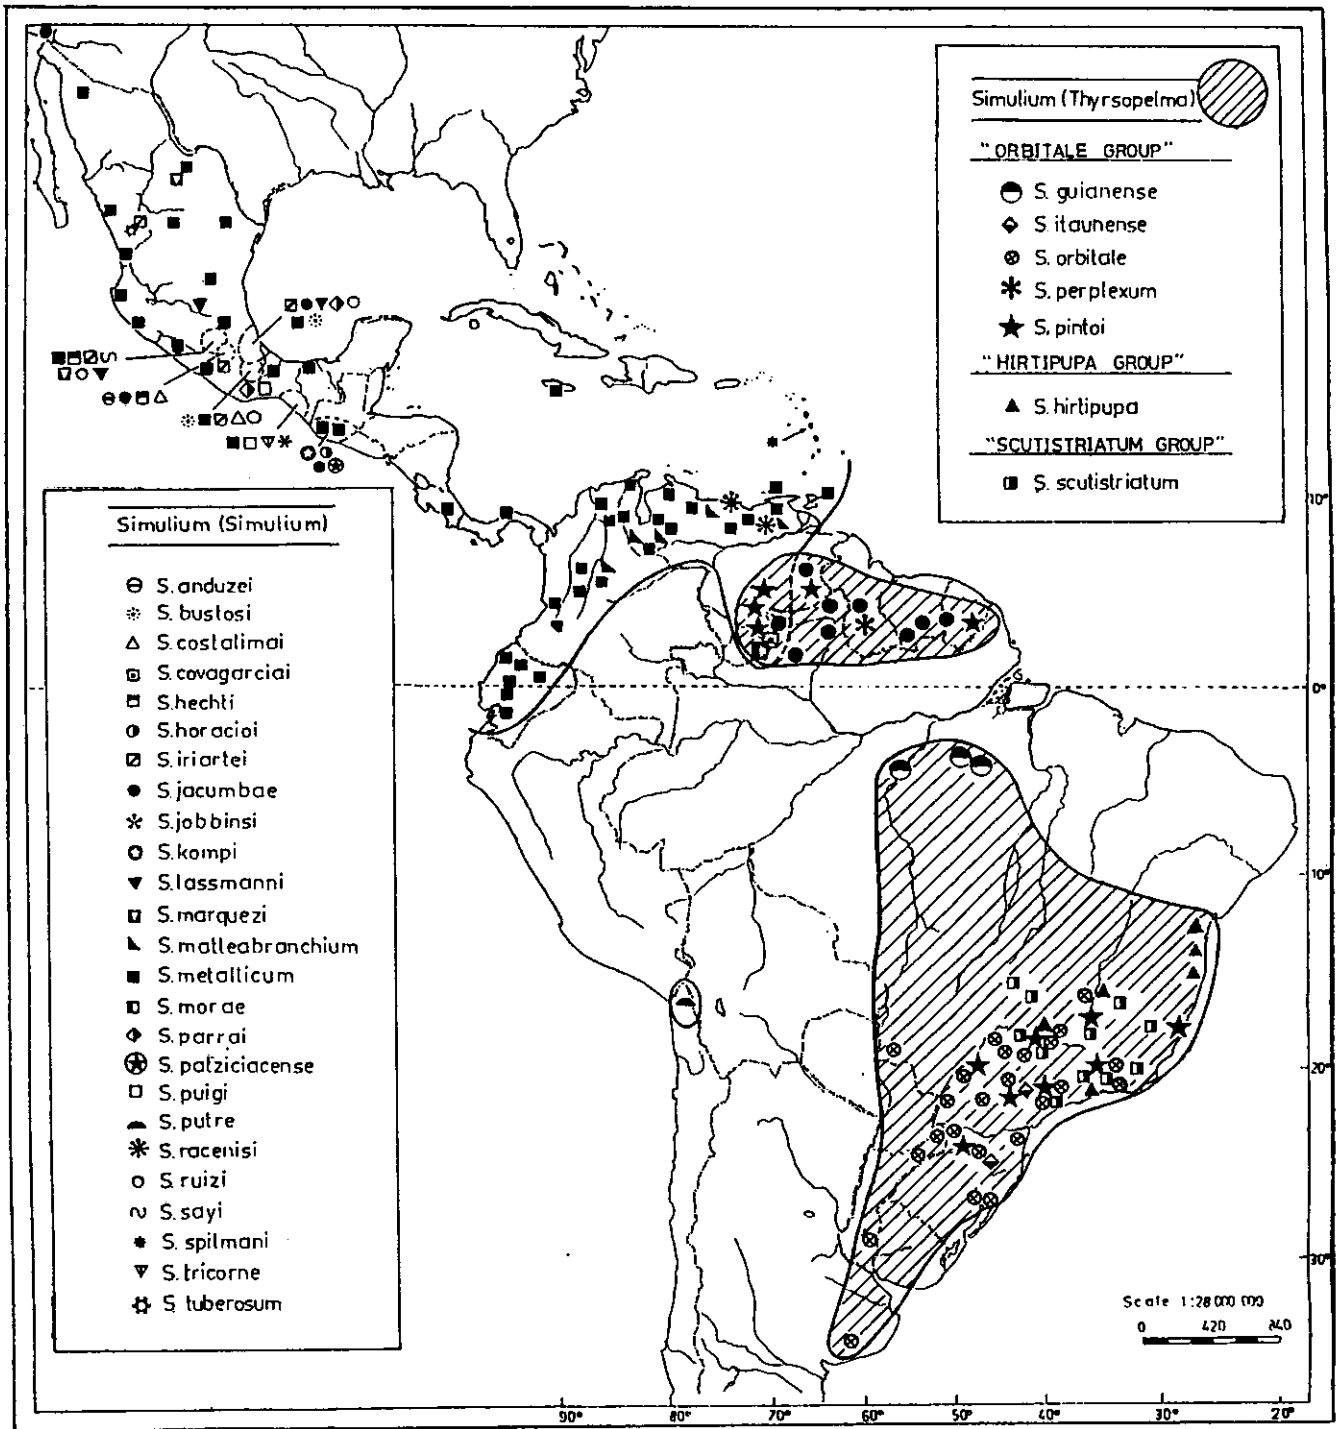 Simulium (Thyrsopelma)
"ORBITALE GROUP"
S. guianense
S. itaunense
S. orbitale
S. perplexum
S. pintoi
"HIRTIPUPA GROUP"
S. hirtipupa
"SCUTISTRIATUM GROUP"
S. scutistriatum
Simulium (Simulium)
S. anduzei
S. bustosi
S. costalimai
S. covagarciai
S. hechti
S. horacioi
S. iriartei
S. jacumbae
S. jobbinsi
S. kompi
S. lassmanni
S. marquezi
S. matteabranchium
S. metallicum
S. morae
S. parrai
S. patziciacense
S. puigi
S. putre
S. racenisi
S. ruizi
S. sayi
S. spilmani
S. tricorne
S. tuberosum
10°
0°
0°
10°
20°
30°
Scale 1:28 000 000
0 420 840
90° 80° 70° 60° 50° 40° 30° 20°